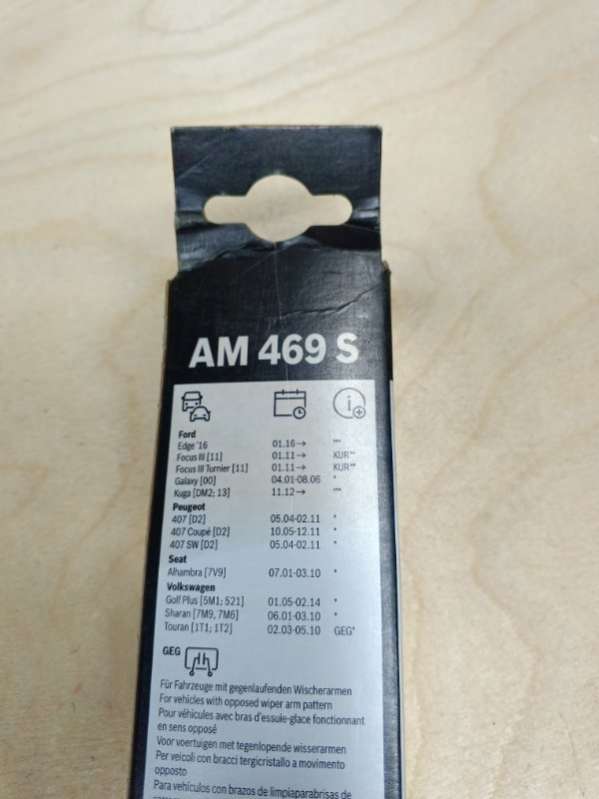 AM 469 S
Ford
Edge '16 01.16→ ***
Focus III [11] 01.11→ KUR**
Focus III Turnier [11] 01.11→ KUR**
Galaxy [00] 04.01-08.06 *
Kuga [DM2; 13] 11.12→ ***
Peugeot
407 [D2] 05.04-02.11 *
407 Coupé [D2] 10.05-12.11 *
407 SW [D2] 05.04-02.11 *
Seat
Alhambra [7V9] 07.01-03.10 *
Volkswagen
Golf Plus [5M1; 521] 01.05-02.14 *
Sharan [7M9, 7M6] 06.01-03.10 *
Touran [1T1; 1T2] 02.03-05.10 GEG*
GEG
Für Fahrzeuge mit gegenlaufenden Wischerarmen
For vehicles with opposed wiper arm pattern
Pour véhicules avec bras d'essuie-glace fonctionnant
en sens opposé
Voor voertuigen met tegenlopende wisserarmen
Per veicoli con bracci tergicristallo a movimento
opposto
Para vehículos con brazos de limpiaparabrisas de